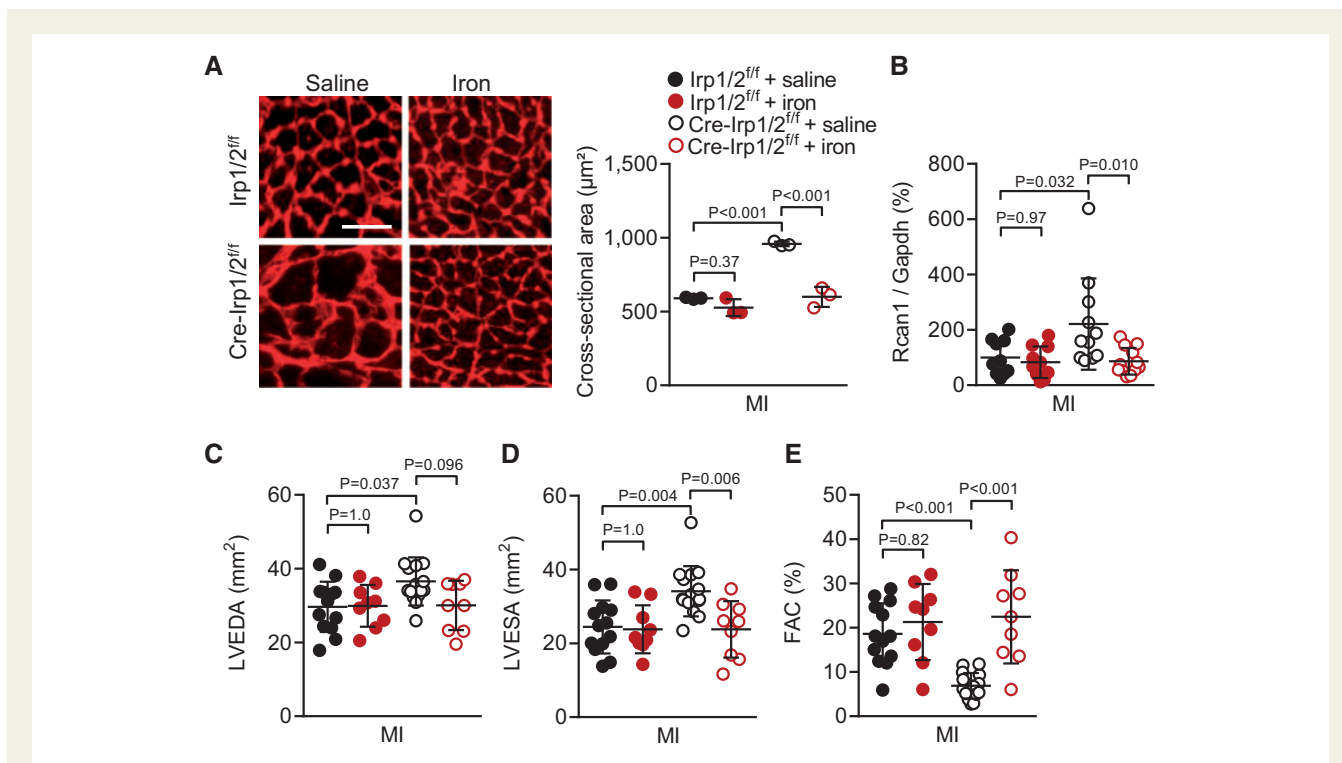 A
Saline
Iron
Irp1/2f/f
Cre-Irp1/2f/f
Irp1/2f/f + saline
Irp1/2f/f + iron
Cre-Irp1/2f/f + saline
Cre-Irp1/2f/f + iron
Cross-sectional area (µm²)
1,500
1,000
500
0
P<0.001
P<0.001
P=0.37
MI
B
Rcan1 / Gapdh (%)
800
600
400
200
0
P=0.010
P=0.032
P=0.97
MI
C
LVEDA (mm2)
60
40
20
0
P=0.096
P=0.037
P=1.0
MI
D
LVESA (mm2)
60
40
20
0
P=0.006
P=0.004
P=1.0
MI
E
FAC (%)
50
40
30
20
10
0
P<0.001
P<0.001
P=0.82
MI